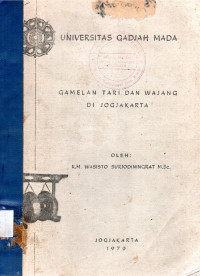 UNIVERSITAS GADJAH MADA
GAMELAN TARI DAN WAJANG
DI JOGJAKARTA
OLEH:
R.M. WASISTO SURJODININGRAT M.Sc.
JOGJAKARTA
1970